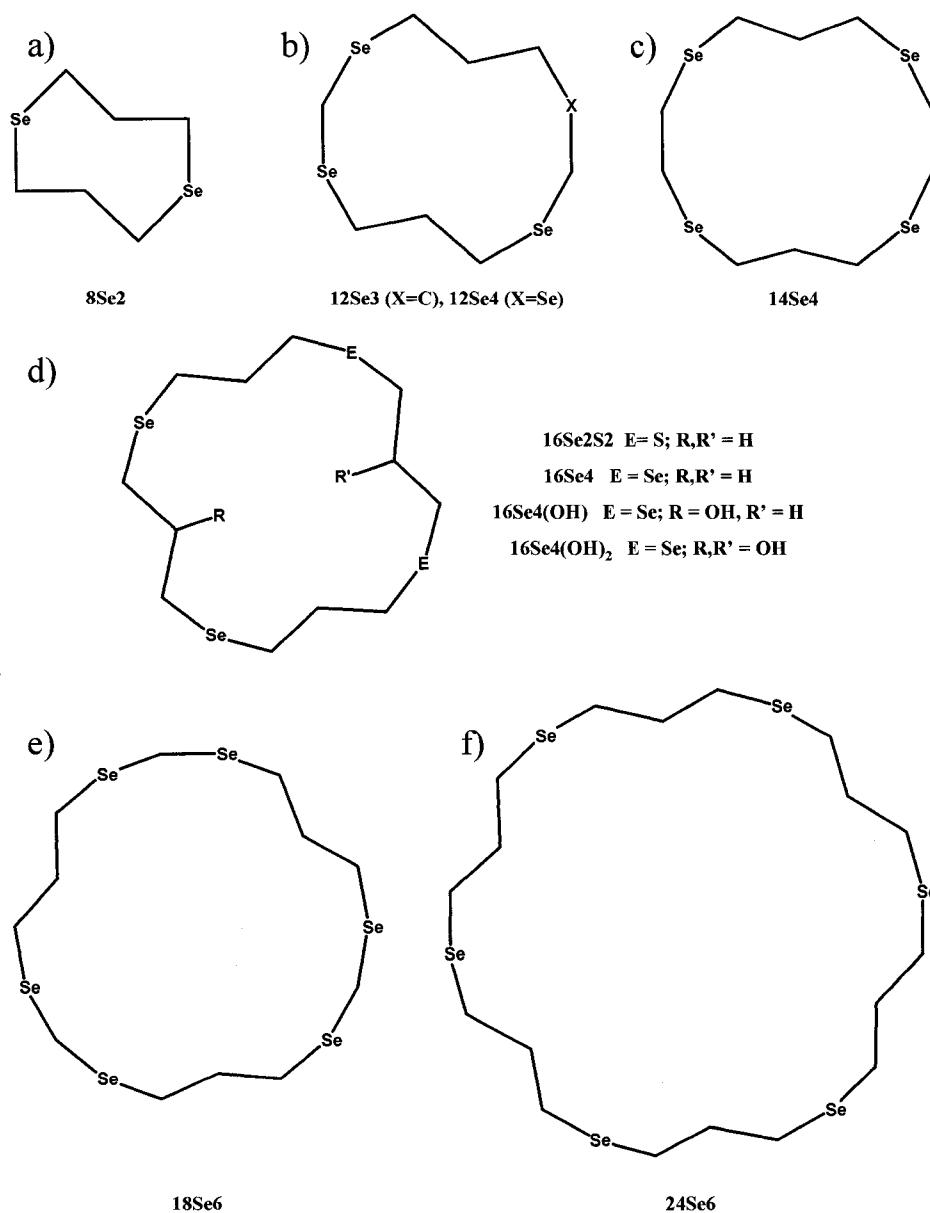 a)
b)
c)
Se
Se
Se
Se
X
Se
Se
Se
Se
Se
8Se2
12Se3 (X=C), 12Se4 (X=Se)
14Se4
d)
E
Se
R'
R
E
Se
16Se2S2 E= S; R,R' = H
16Se4 E = Se; R,R' = H
16Se4(OH) E = Se; R = OH, R' = H
16Se4(OH)₂ E = Se; R,R' = OH
e)
Se
Se
Se
Se
Se
Se
f)
Se
Se
Se
Se
Se
Se
18Se6
24Se6